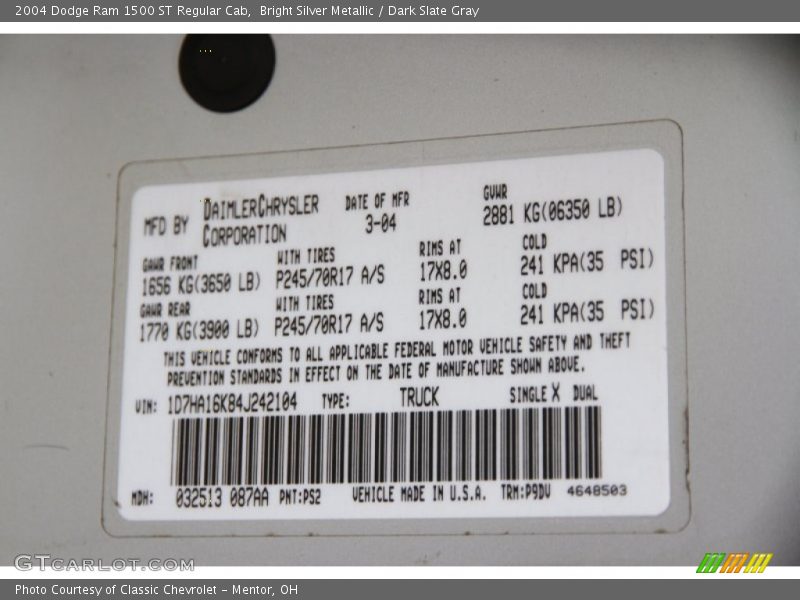 2004 Dodge Ram 1500 ST Regular Cab, Bright Silver Metallic / Dark Slate Gray
MFD BY DAIMLERCHRYSLER CORPORATION DATE OF MFR 3-04 GVWR 2881 KG(06350 LB)
GAWR FRONT WITH TIRES RIMS AT COLD
1656 KG(3650 LB) P245/70R17 A/S 17X8.0 241 KPA(35 PSI)
GAWR REAR WITH TIRES RIMS AT COLD
1770 KG(3900 LB) P245/70R17 A/S 17X8.0 241 KPA(35 PSI)
THIS VEHICLE CONFORMS TO ALL APPLICABLE FEDERAL MOTOR VEHICLE SAFETY AND THEFT
PREVENTION STANDARDS IN EFFECT ON THE DATE OF MANUFACTURE SHOWN ABOVE.
VIN: 1D7HA16K84J242104 TYPE: TRUCK SINGLE X DUAL
MDH: 032513 087AA PNT:PS2 VEHICLE MADE IN U.S.A. TRM:P9DV 4648503
GTCARLOT.COM
Photo Courtesy of Classic Chevrolet - Mentor, OH